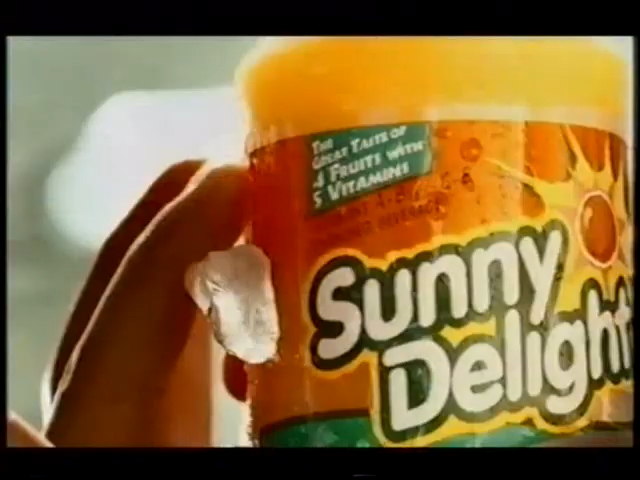 THE
GREAT TASTE OF
4 FRUITS WITH
5 VITAMINS
Sunny
Delight